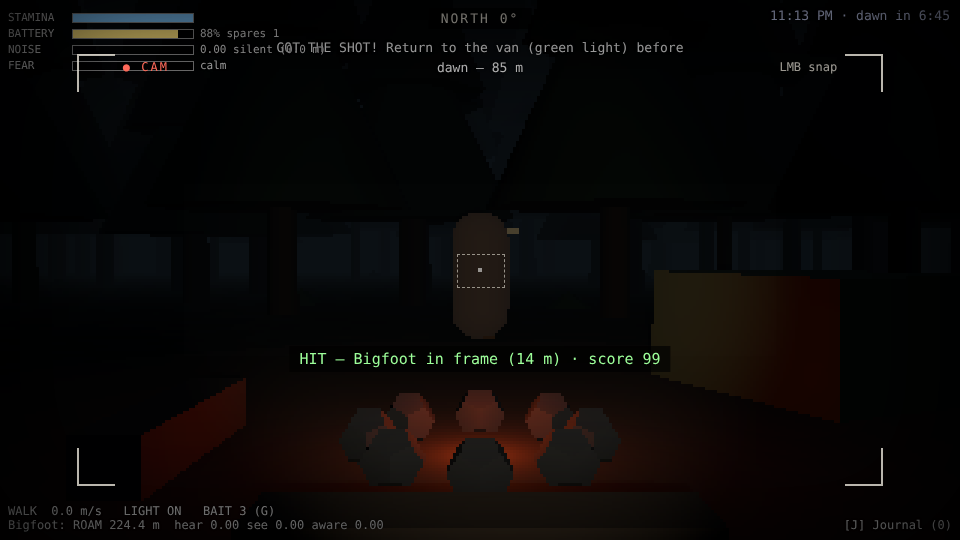 STAMINA
BATTERY 88% spares 1
NOISE 0.00 silent (0.0 m)
FEAR calm
NORTH 0°
11:13 PM · dawn in 6:45
GOT THE SHOT! Return to the van (green light) before
dawn — 85 m
● CAM
LMB snap
HIT — Bigfoot in frame (14 m) · score 99
WALK 0.0 m/s LIGHT ON BAIT 3 (G)
Bigfoot: ROAM 224.4 m hear 0.00 see 0.00 aware 0.00
[J] Journal (0)